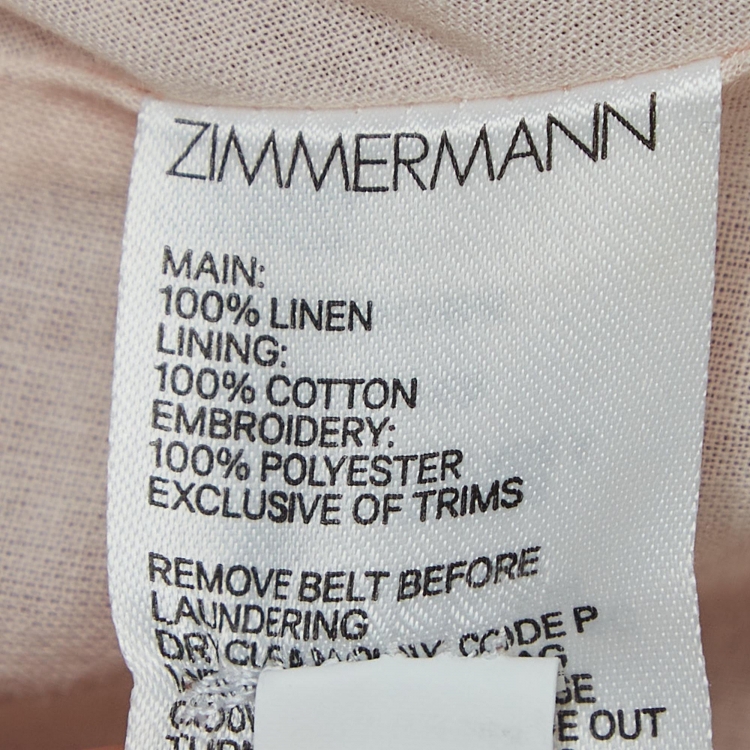 ZIMMERMANN
MAIN:
100% LINEN
LINING:
100% COTTON
EMBROIDERY:
100% POLYESTER
EXCLUSIVE OF TRIMS
REMOVE BELT BEFORE
LAUNDERING
DRY CODE P
OUT